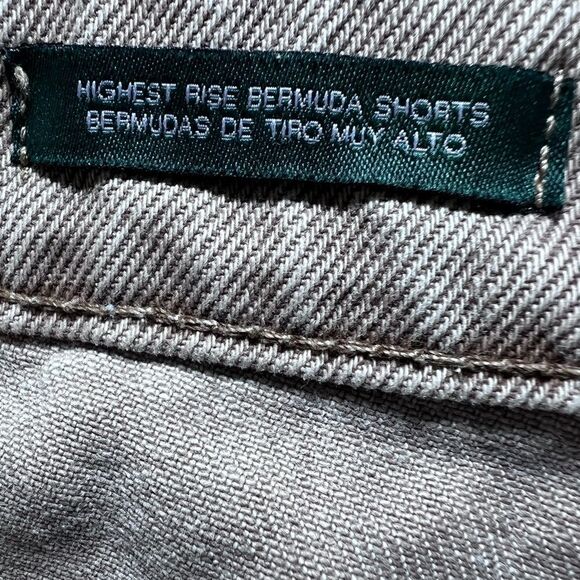 HIGHEST RISE BERMUDA SHORTS
BERMUDAS DE TIRO MUY ALTO